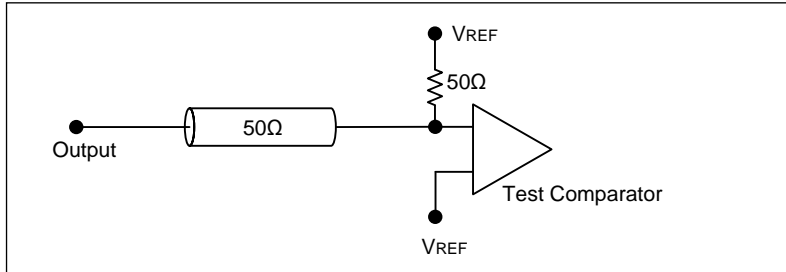 VREF
50Ω
50Ω
Output
Test Comparator
VREF